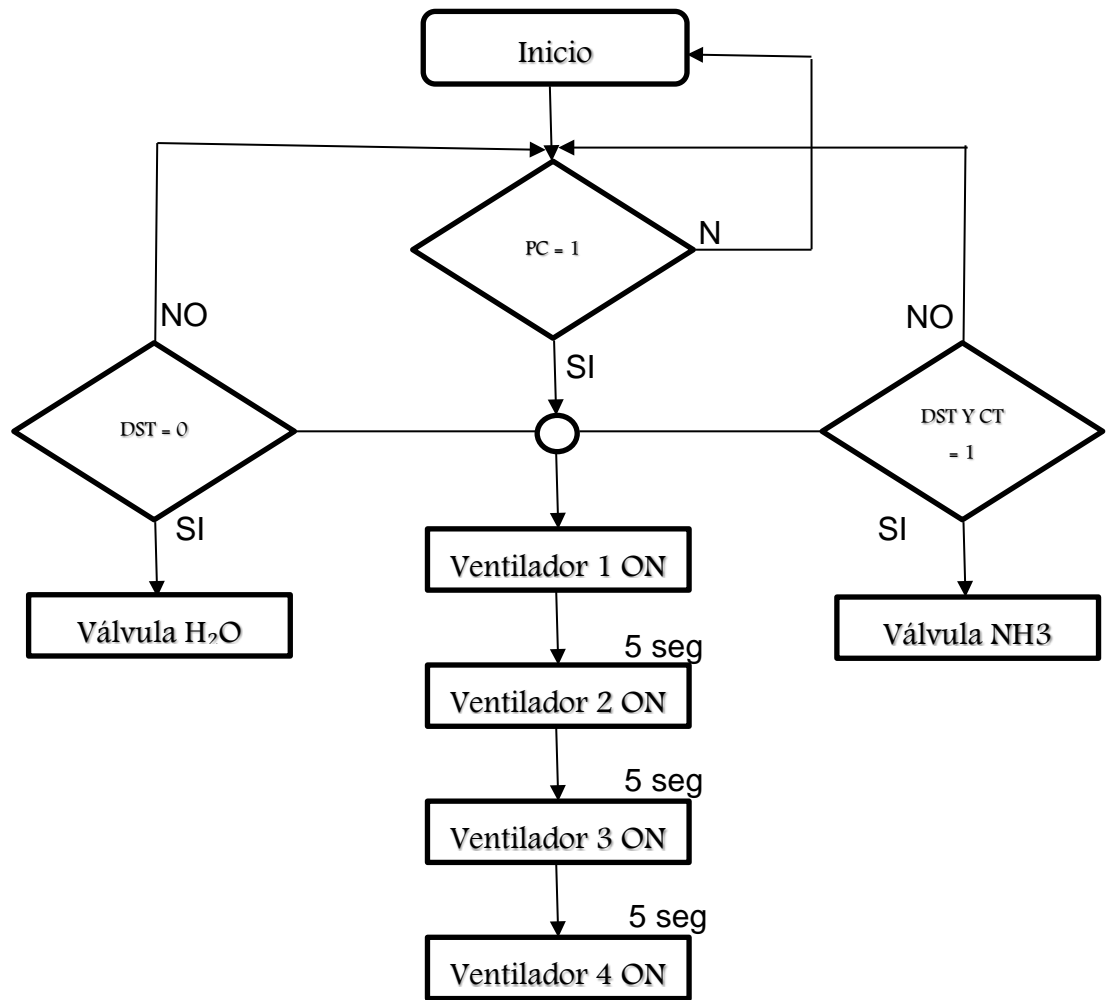 Inicio
PC = 1
N
NO
NO
SI
DST = 0
DST Y CT
= 1
SI
SI
Ventilador 1 ON
Válvula H₂O
Válvula NH3
5 seg
Ventilador 2 ON
5 seg
Ventilador 3 ON
5 seg
Ventilador 4 ON